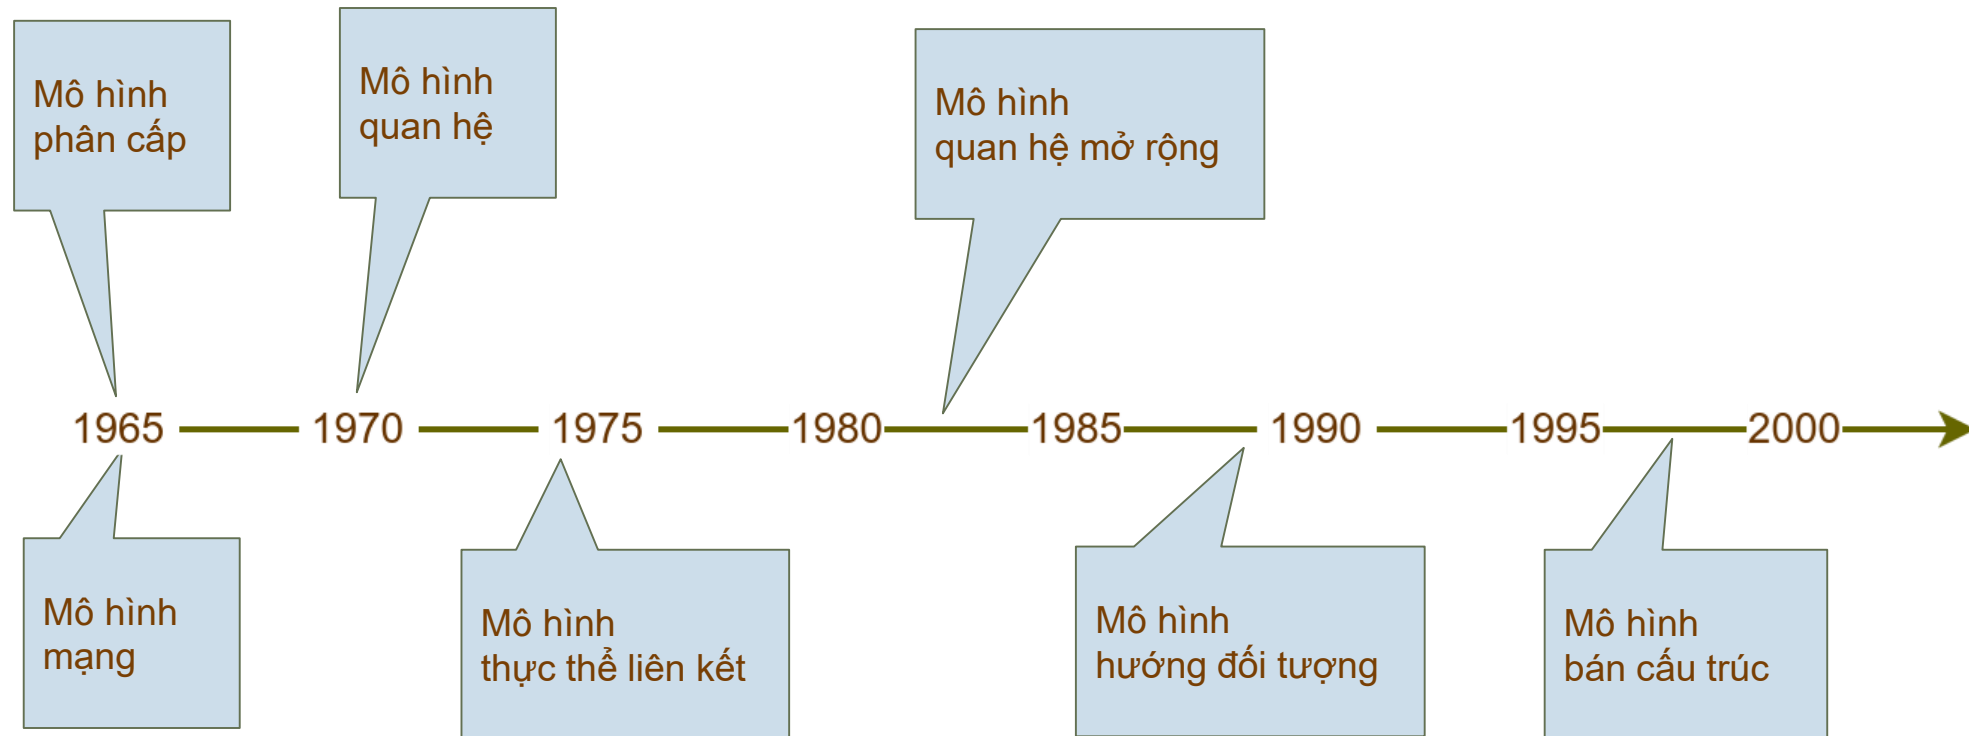 Mô hình
phân cấp
Mô hình
quan hệ
Mô hình
quan hệ mở rộng
1965
1970
1975
1980
1985
1990
1995
2000
Mô hình
mạng
Mô hình
thực thể liên kết
Mô hình
hướng đối tượng
Mô hình
bán cấu trúc